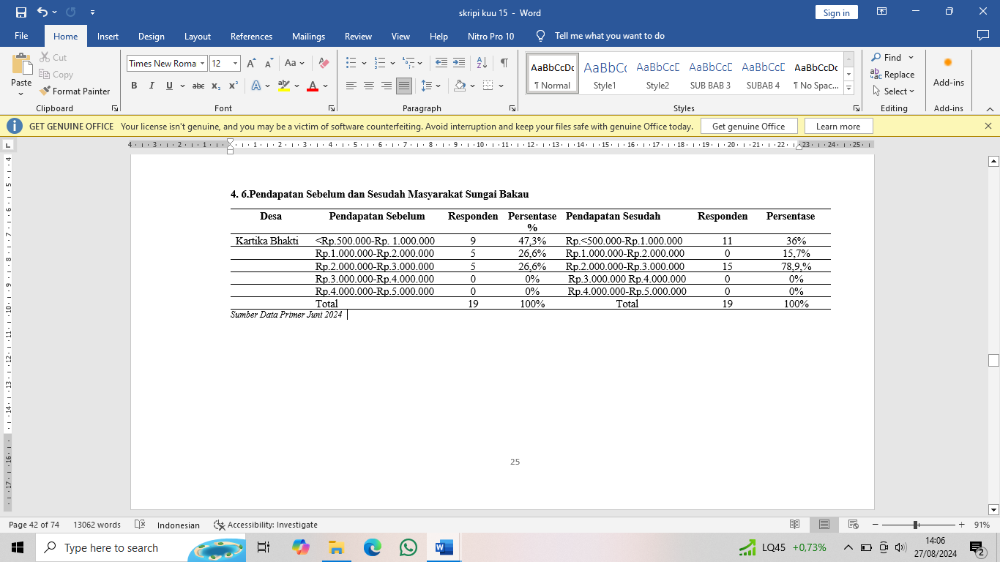 skripi kuu 15 - Word
Sign in
File Home Insert Design Layout References Mailings Review View Help Nitro Pro 10 Tell me what you want to do
Paste
Cut
Copy
Format Painter
Clipboard
Times New Roma 12
B I U abc x₂ x²
Font
Paragraph
AaBbCcDc AaBbCc AaBbCcD AaBbCcD AaBbCcD AaBbCcDc
¶ Normal Style1 Style2 SUB BAB 3 SUBAB 4 ¶ No Spac...
Styles
Find
Replace
Select
Editing
Add-ins
Add-ins
GET GENUINE OFFICE Your license isn't genuine, and you may be a victim of software counterfeiting. Avoid interruption and keep your files safe with genuine Office today. Get genuine Office Learn more
4. 6.Pendapatan Sebelum dan Sesudah Masyarakat Sungai Bakau
Desa Pendapatan Sebelum Responden Persentase % Pendapatan Sesudah Responden Persentase
Kartika Bhakti <Rp.500.000-Rp. 1.000.000 9 47,3% Rp.<500.000-Rp.1.000.000 11 36%
Rp.1.000.000-Rp.2.000.000 5 26,6% Rp.1.000.000-Rp.2.000.000 0 15,7%
Rp.2.000.000-Rp.3.000.000 5 26,6% Rp.2.000.000-Rp.3.000.000 15 78,9,%
Rp.3.000.000-Rp.4.000.000 0 0% Rp.3.000.000 Rp.4.000.000 0 0%
Rp.4.000.000-Rp.5.000.000 0 0% Rp.4.000.000-Rp.5.000.000 0 0%
Total 19 100% Total 19 100%
Sumber Data Primer Juni 2024
25
Page 42 of 74 13062 words Indonesian Accessibility: Investigate 91%
Type here to search
LQ45 +0,73%
14:06
27/08/2024
2